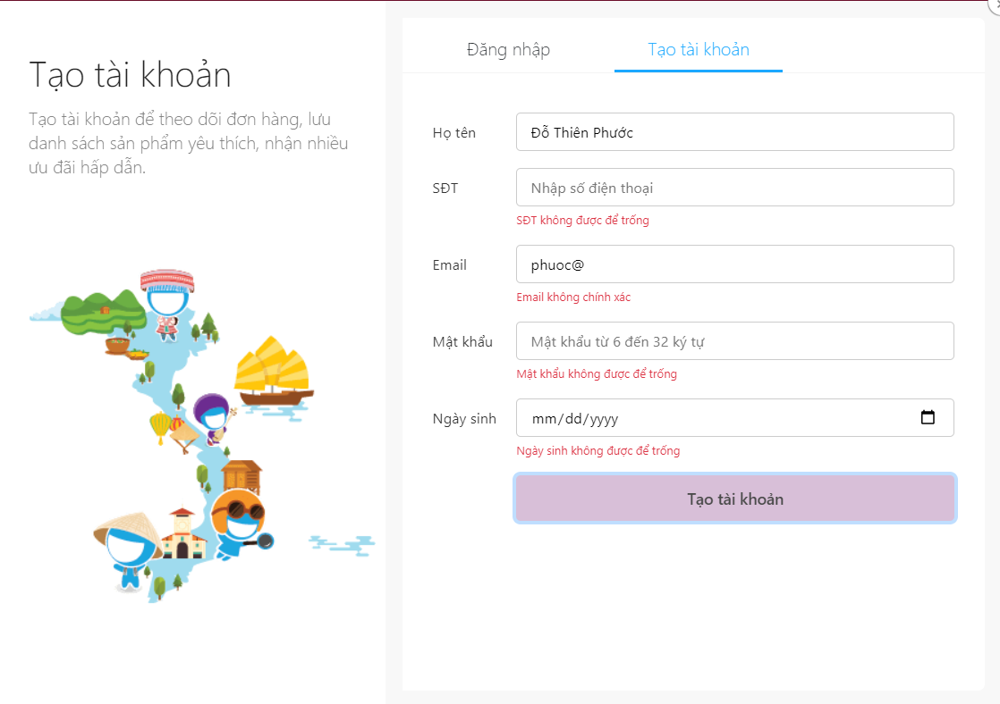 Tạo tài khoản
Tạo tài khoản để theo dõi đơn hàng, lưu
danh sách sản phẩm yêu thích, nhận nhiều
ưu đãi hấp dẫn.
Đăng nhập
Tạo tài khoản
Họ tên
Đỗ Thiên Phước
SĐT
Nhập số điện thoại
SĐT không được để trống
Email
phuoc@
Email không chính xác
Mật khẩu
Mật khẩu từ 6 đến 32 ký tự
Mật khẩu không được để trống
Ngày sinh
mm/dd/yyyy
Ngày sinh không được để trống
Tạo tài khoản